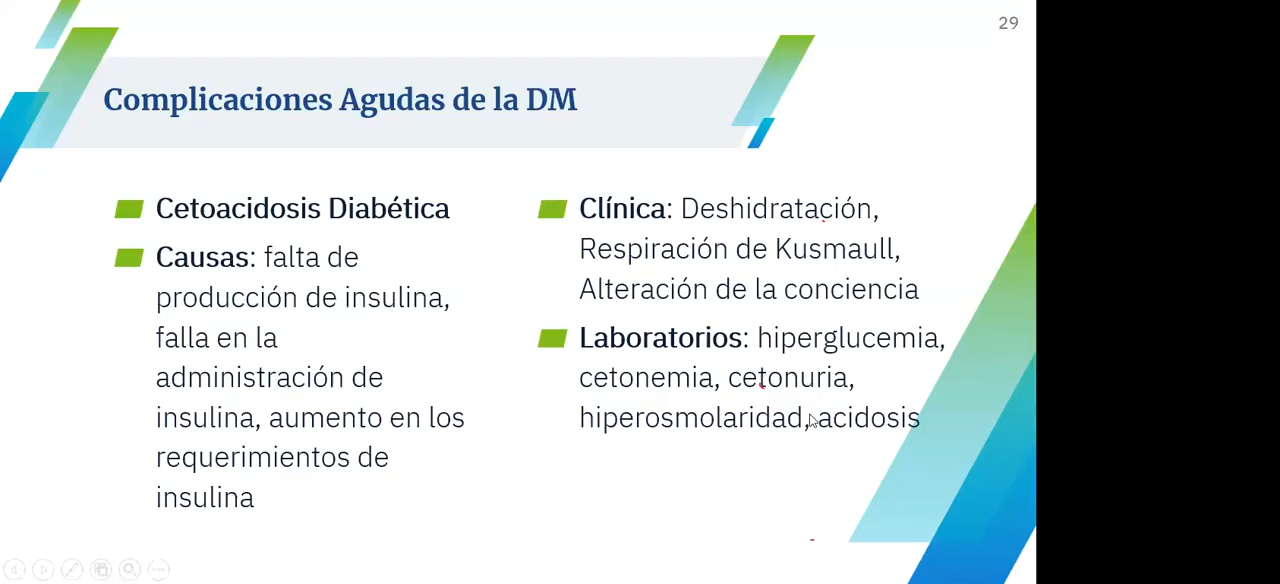 29
Complicaciones Agudas de la DM
Cetoacidosis Diabética
Causas: falta de
producción de insulina,
falla en la
administración de
insulina, aumento en los
requerimientos de
insulina
Clínica: Deshidratación,
Respiración de Kusmaull,
Alteración de la conciencia
Laboratorios: hiperglucemia,
cetonemia, cetonuria,
hiperosmolaridad, acidosis